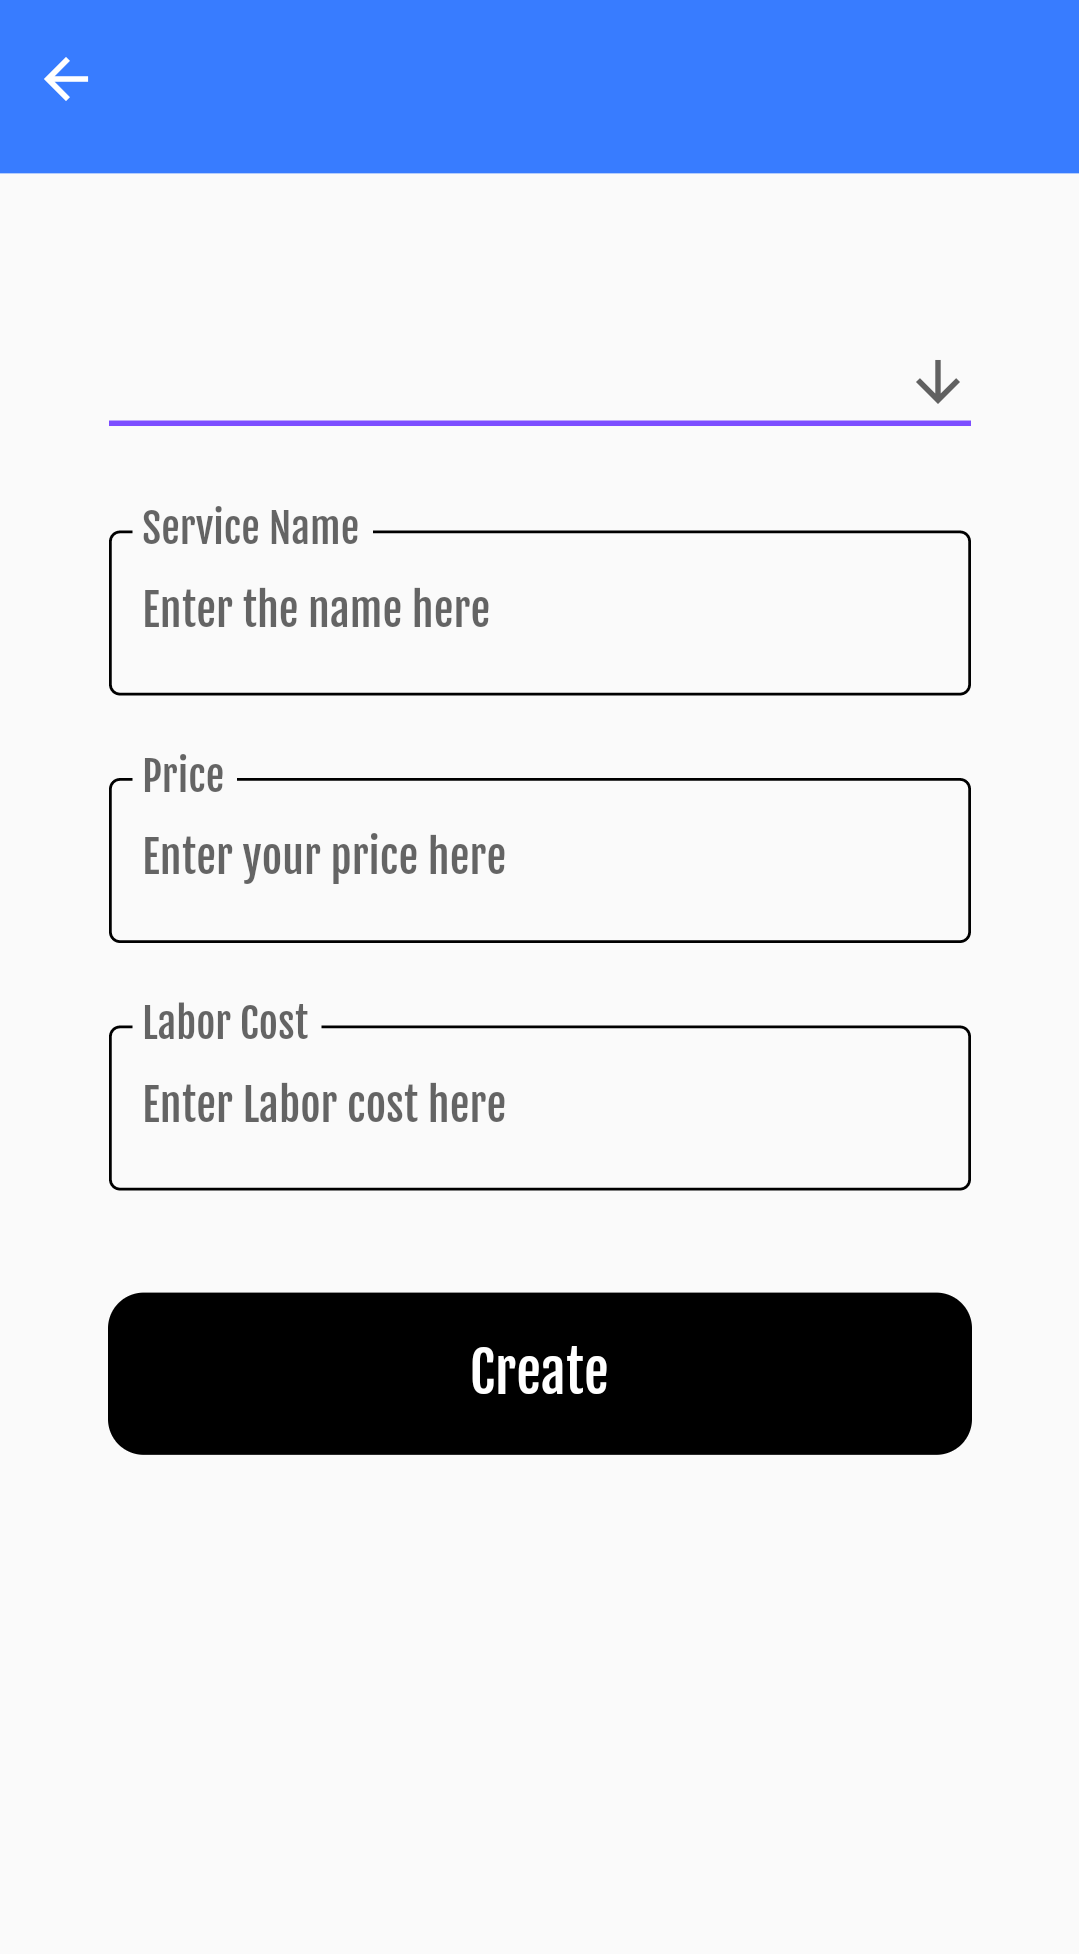 Service Name
Enter the name here
Price
Enter your price here
Labor Cost
Enter Labor cost here
Create